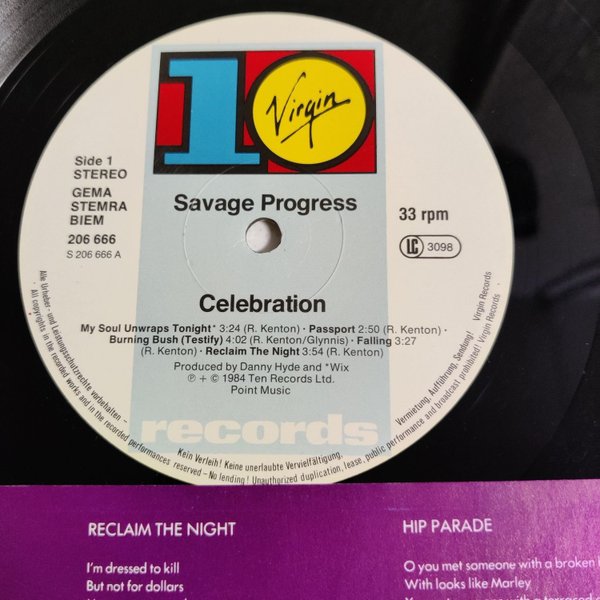 10
Virgin
Side 1
STEREO
GEMA
STEMRA
BIEM
206 666
S 206 666 A
Savage Progress
33 rpm
LC 3098
Celebration
My Soul Unwraps Tonight* 3:24 (R. Kenton) · Passport 2:50 (R. Kenton) ·
Burning Bush (Testify) 4:02 (R. Kenton/Glynnis) · Falling 3:27
(R. Kenton) · Reclaim The Night 3:54 (R. Kenton)
Produced by Danny Hyde and *Wix
℗ + © 1984 Ten Records Ltd.
Point Music
records
Alle Urheber- und Leistungsschutzrechte vorbehalten – Kein Verleih! Keine unerlaubte Vervielfältigung, Vermietung, Aufführung, Sendung! Virgin Records
· All copyrights in the recorded works and in the recorded performances reserved – No lending! Unauthorized duplication, lease, public performance and broadcast prohibited! Virgin Records ·
RECLAIM THE NIGHT
I'm dressed to kill
But not for dollars
HIP PARADE
O you met someone with a broken
With looks like Marley